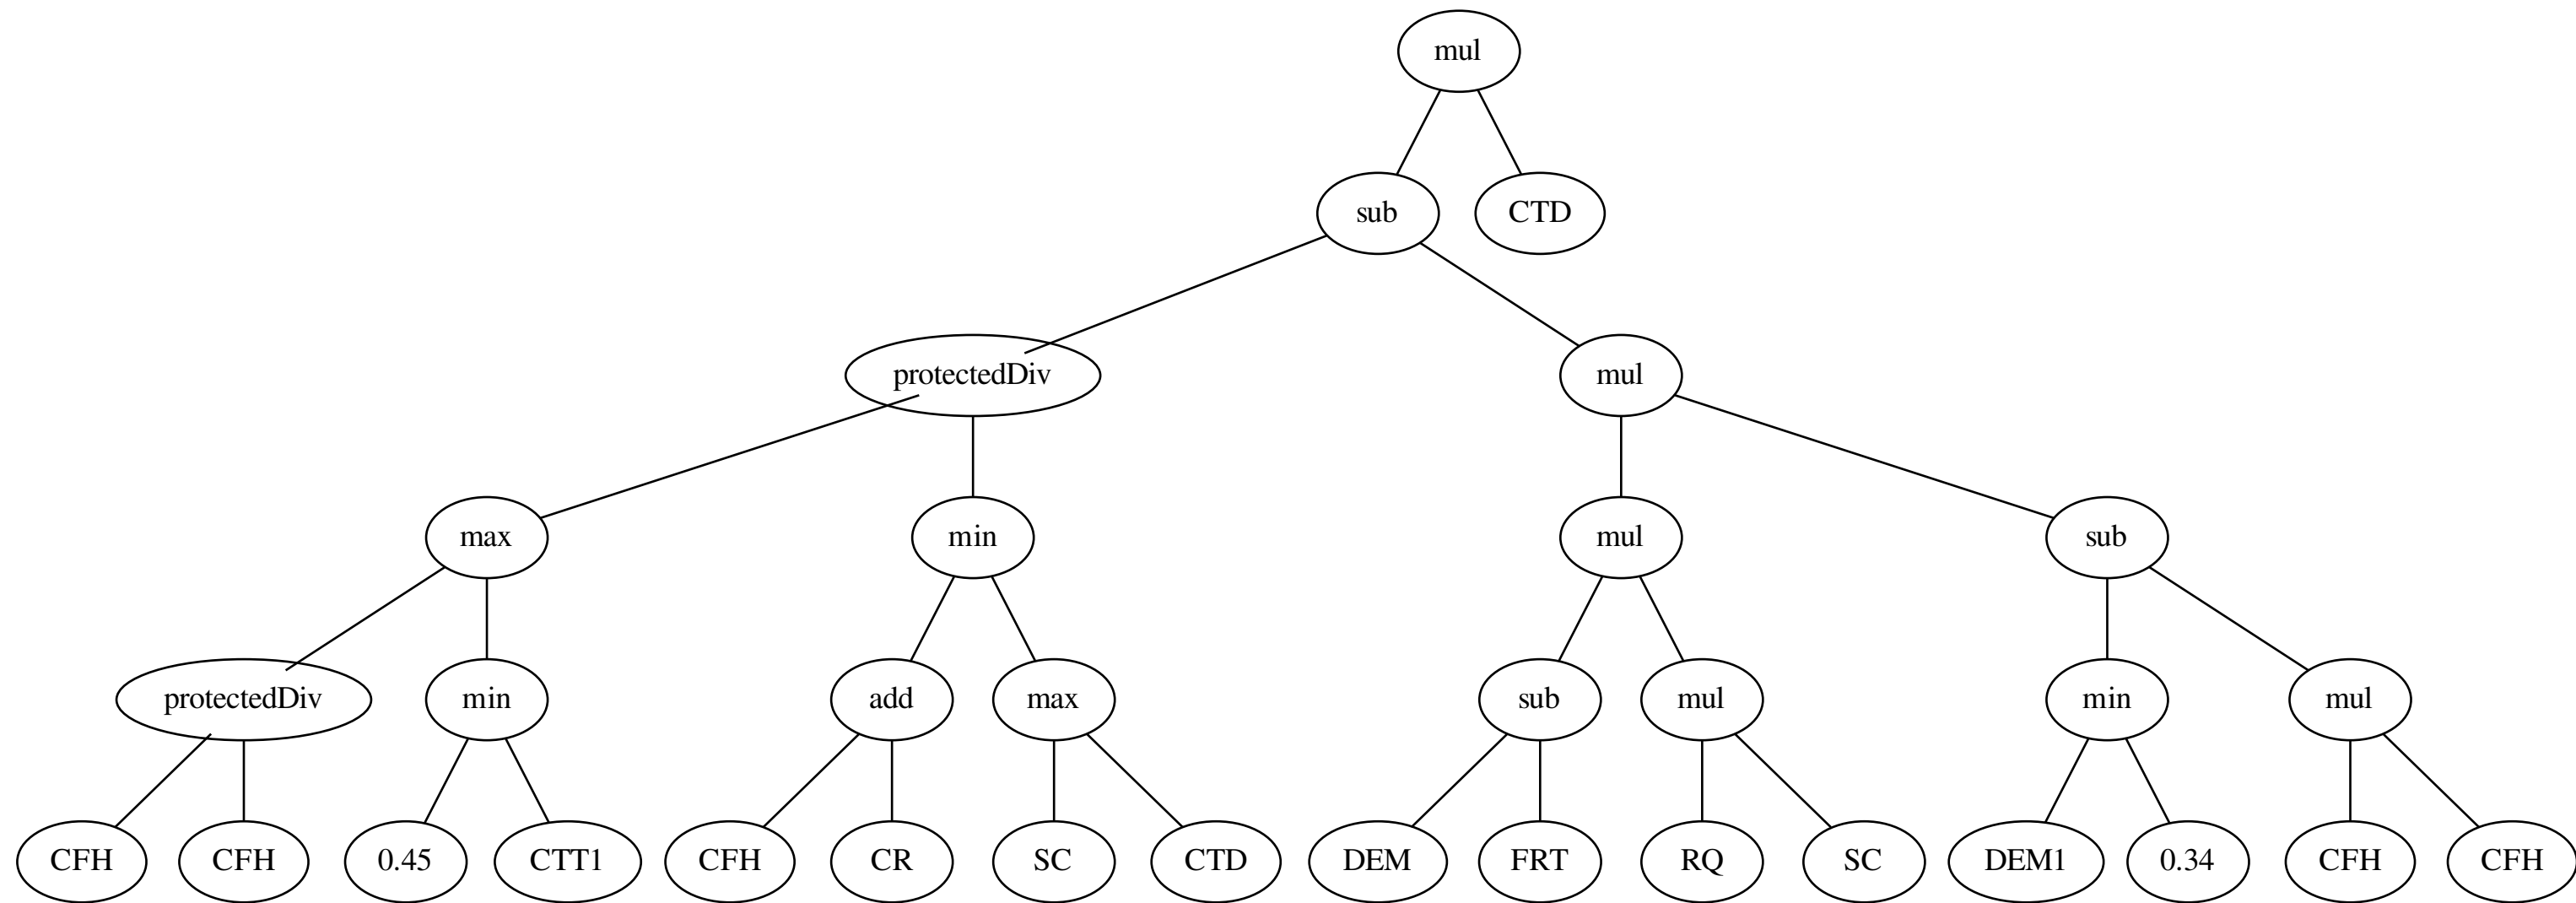 mul
sub CTD
protectedDiv mul
max min mul sub
protectedDiv min add max sub mul min mul
CFH CFH 0.45 CTT1 CFH CR SC CTD DEM FRT RQ SC DEM1 0.34 CFH CFH